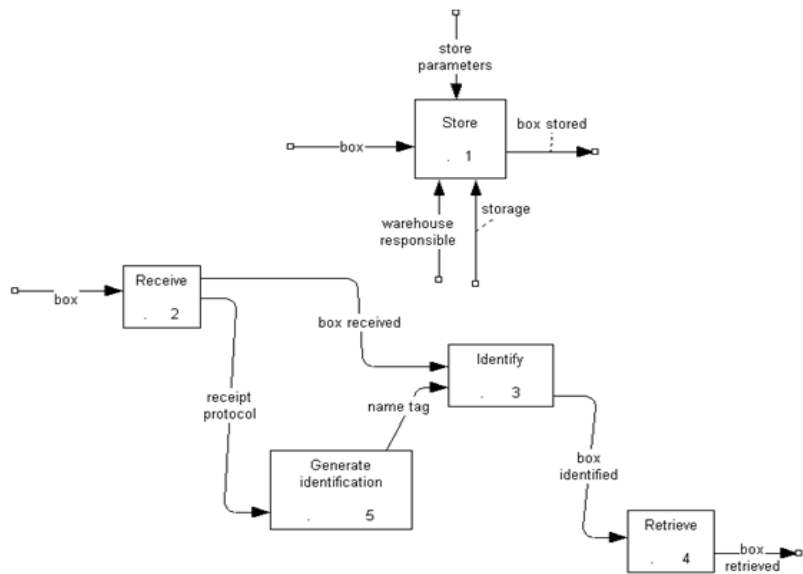 store
parameters
Store
. 1
box
box stored
warehouse
responsible
storage
Receive
. 2
box
box received
Identify
. 3
receipt
protocol
name tag
Generate
identification
. 5
box
identified
Retrieve
. 4
box
retrieved